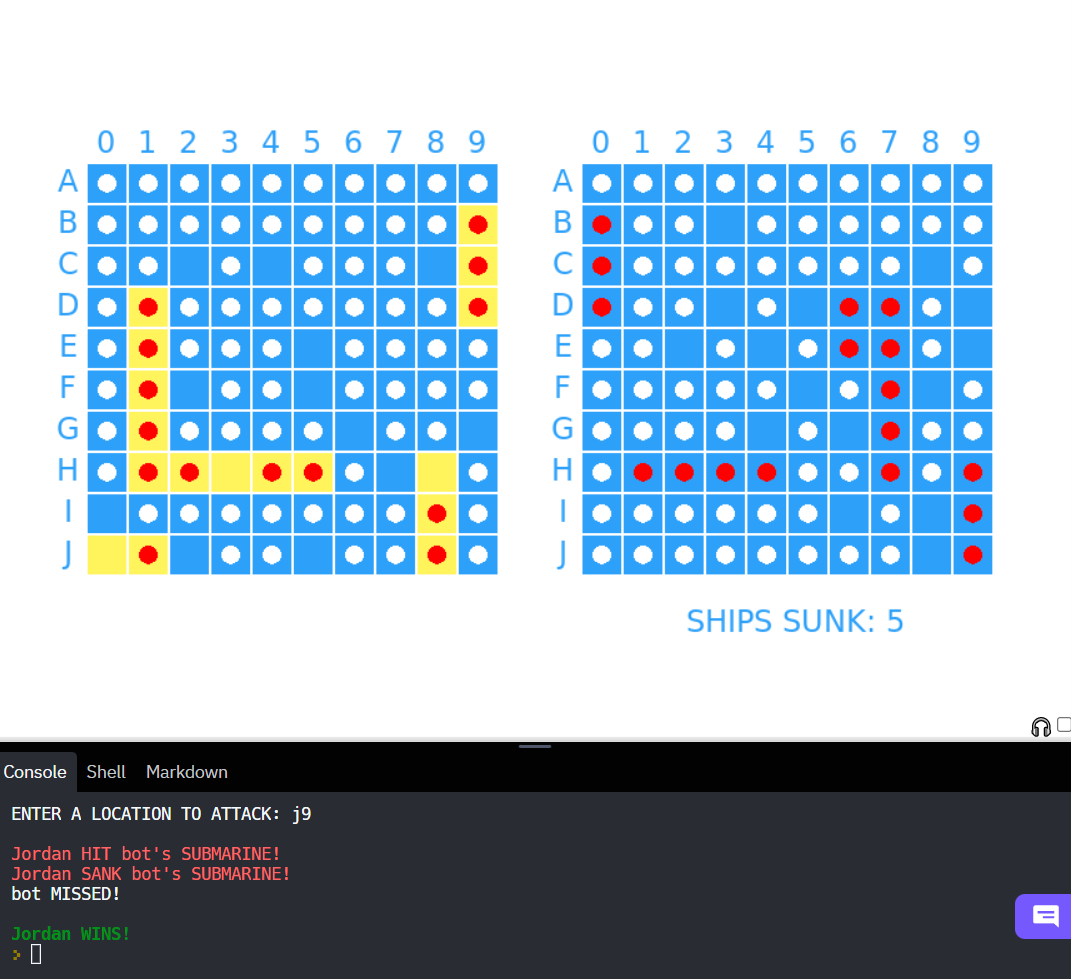 0 1 2 3 4 5 6 7 8 9
A
B
C
D
E
F
G
H
I
J
0 1 2 3 4 5 6 7 8 9
A
B
C
D
E
F
G
H
I
J
SHIPS SUNK: 5
Console Shell Markdown
ENTER A LOCATION TO ATTACK: j9
Jordan HIT bot's SUBMARINE!
Jordan SANK bot's SUBMARINE!
bot MISSED!
Jordan WINS!
>